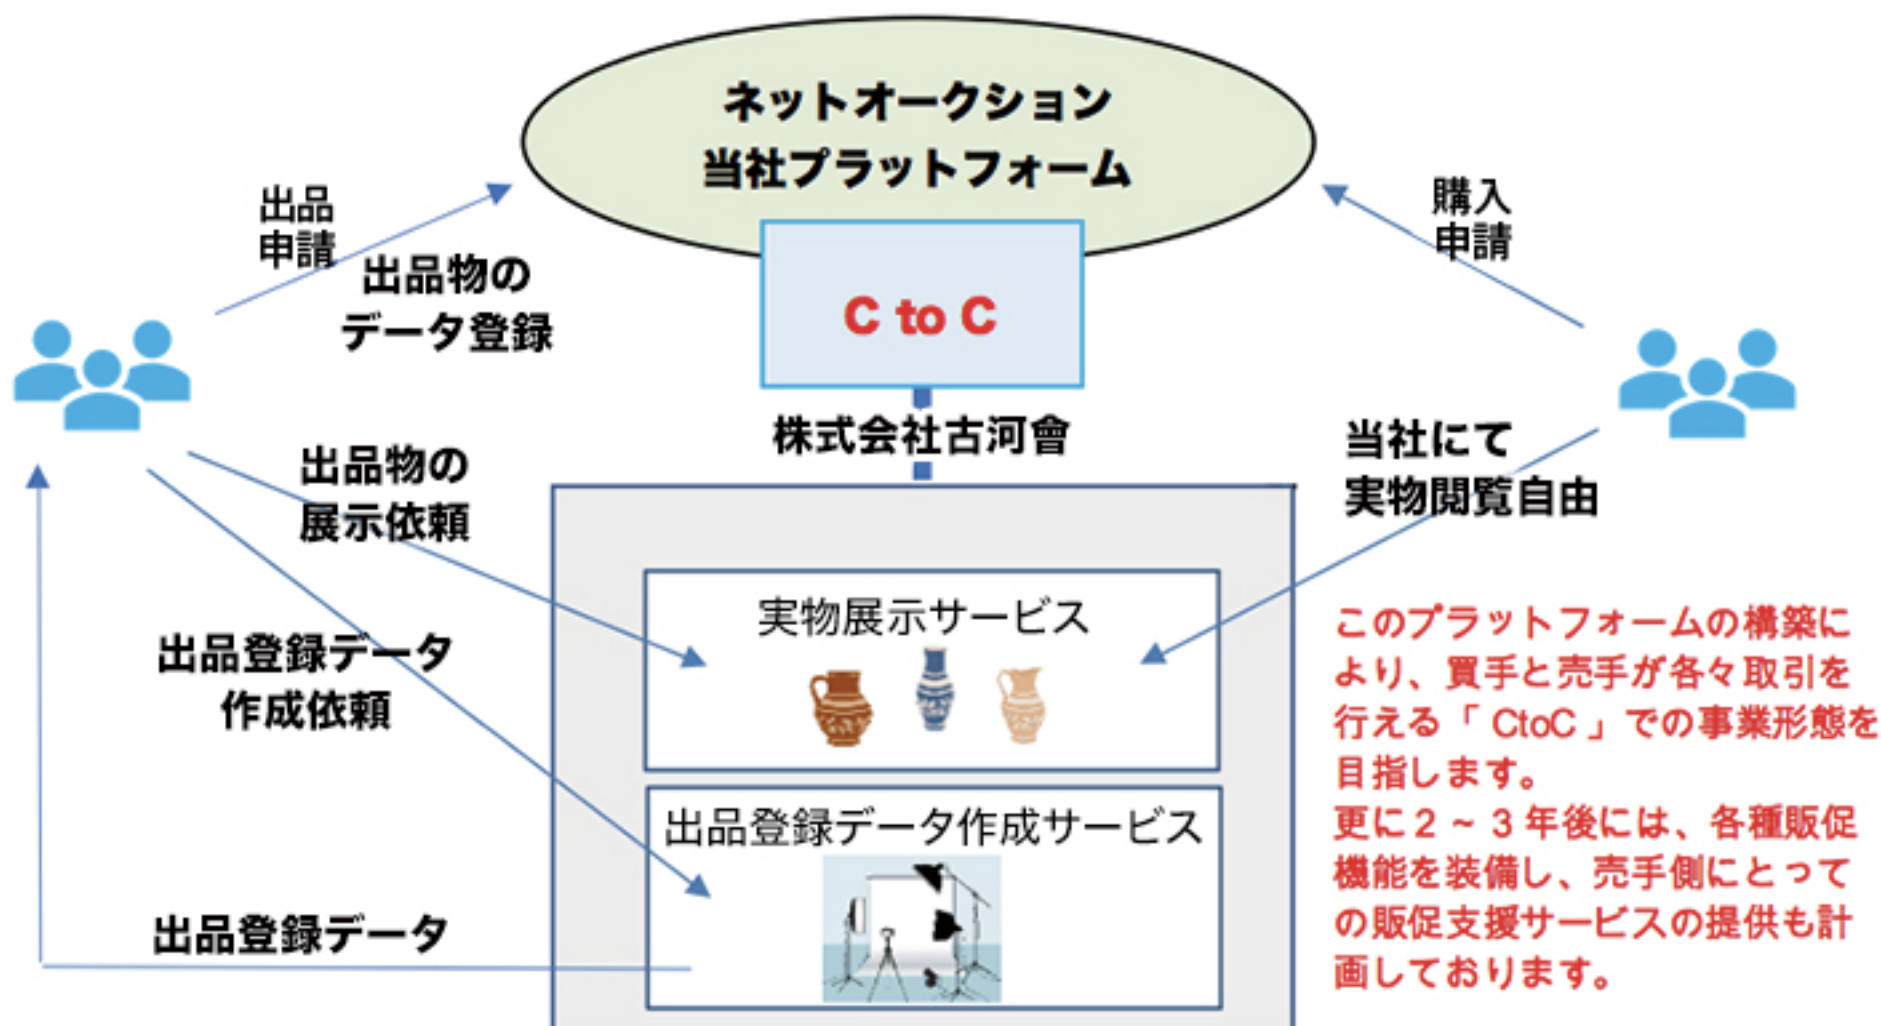 ネットオークション
当社プラットフォーム
出品
申請
購入
申請
出品物の
データ登録
C to C
株式会社古河會
出品物の
展示依頼
当社にて
実物閲覧自由
実物展示サービス
出品登録データ
作成依頼
出品登録データ作成サービス
出品登録データ
このプラットフォームの構築に
より、買手と売手が各々取引を
行える「 CtoC 」での事業形態を
目指します。
更に２～３年後には、各種販促
機能を装備し、売手側にとって
の販促支援サービスの提供も計
画しております。